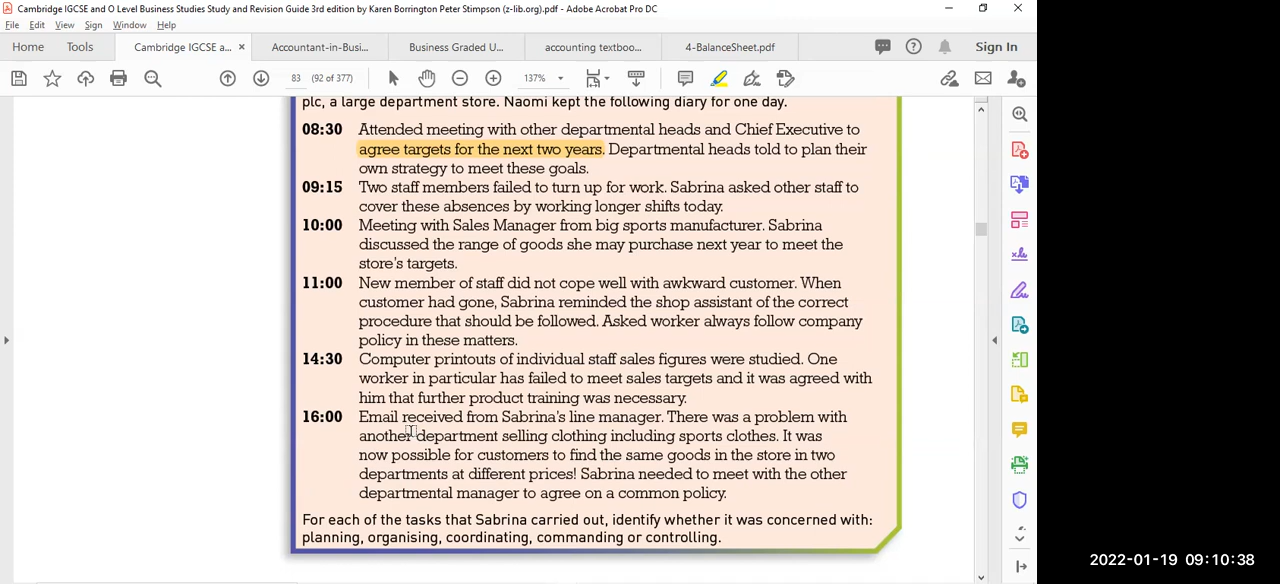 Cambridge IGCSE and O Level Business Studies Study and Revision Guide 3rd edition by Karen Borrington Peter Stimpson (z-lib.org).pdf - Adobe Acrobat Pro DC
File Edit View Sign Window Help
Home Tools Cambridge IGCSE a... × Accountant-in-Busi... Business Graded U... accounting textboo... 4-BalanceSheet.pdf Sign In
83 (92 of 377) 137%
plc, a large department store. Naomi kept the following diary for one day.
08:30 Attended meeting with other departmental heads and Chief Executive to
agree targets for the next two years. Departmental heads told to plan their
own strategy to meet these goals.
09:15 Two staff members failed to turn up for work. Sabrina asked other staff to
cover these absences by working longer shifts today.
10:00 Meeting with Sales Manager from big sports manufacturer. Sabrina
discussed the range of goods she may purchase next year to meet the
store's targets.
11:00 New member of staff did not cope well with awkward customer. When
customer had gone, Sabrina reminded the shop assistant of the correct
procedure that should be followed. Asked worker always follow company
policy in these matters.
14:30 Computer printouts of individual staff sales figures were studied. One
worker in particular has failed to meet sales targets and it was agreed with
him that further product training was necessary.
16:00 Email received from Sabrina's line manager. There was a problem with
another department selling clothing including sports clothes. It was
now possible for customers to find the same goods in the store in two
departments at different prices! Sabrina needed to meet with the other
departmental manager to agree on a common policy.
For each of the tasks that Sabrina carried out, identify whether it was concerned with:
planning, organising, coordinating, commanding or controlling.
2022-01-19 09:10:38